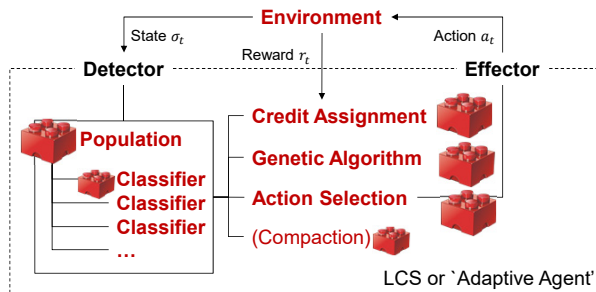 Environment
State σt
Reward rt
Action at
Detector
Effector
Population
Classifier
Classifier
Classifier
...
Credit Assignment
Genetic Algorithm
Action Selection
(Compaction)
LCS or `Adaptive Agent'